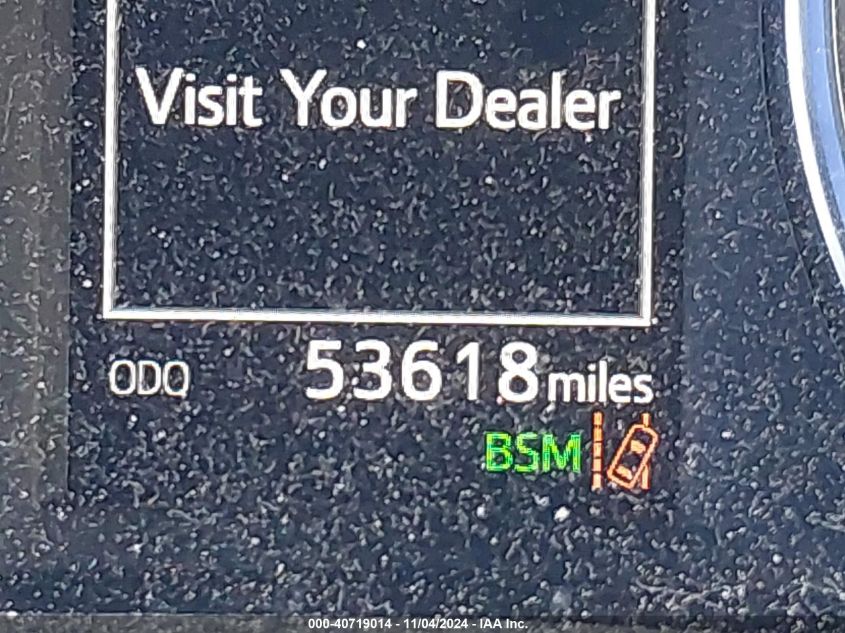 Visit Your Dealer
ODO 53618 miles
BSM
000-40719014 - 11/04/2024 - IAA Inc.